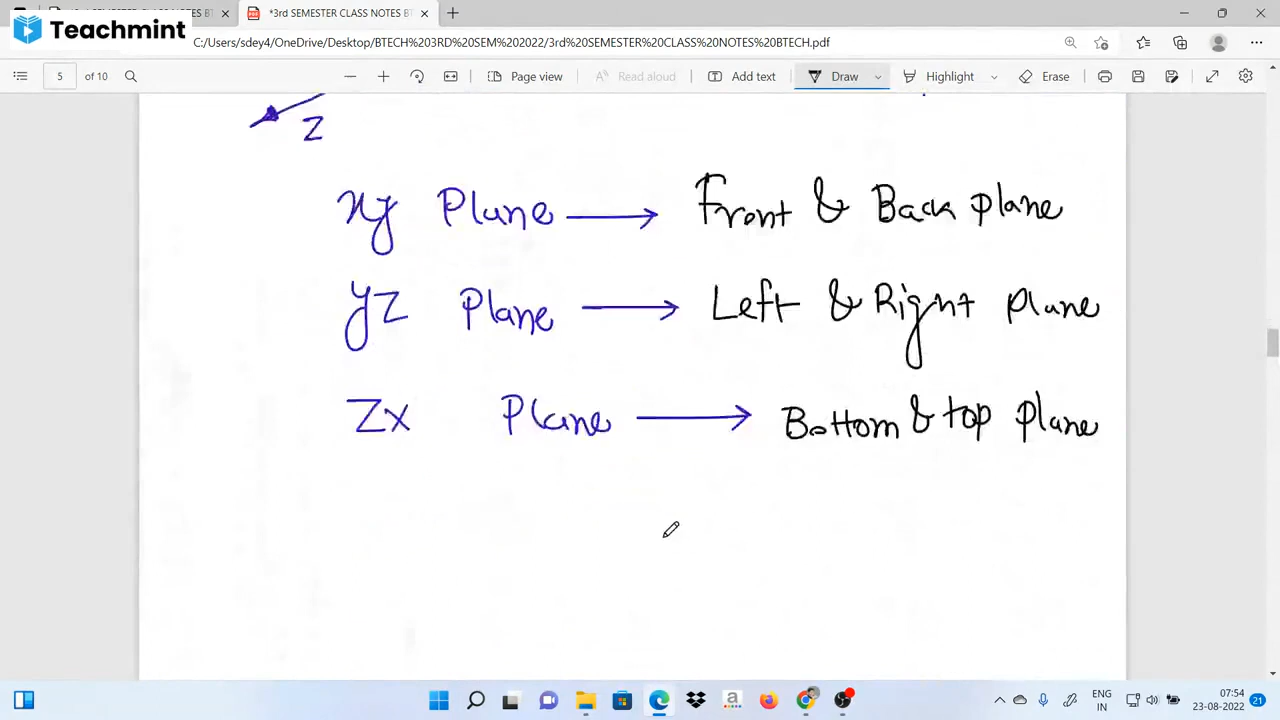 *3rd SEMESTER CLASS NOTES BT
Teachmint
C:/Users/sdey4/OneDrive/Desktop/BTECH%203RD%20SEM%202022/3rd%20SEMESTER%20CLASS%20NOTES%20BTECH.pdf
5 of 10 Page view Read aloud Add text Draw Highlight Erase
Z
xy Plane → Front & Back plane
yz Plane → Left & Right plane
Zx Plane → Bottom & top plane
ENG 07:54
IN 23-08-2022 21